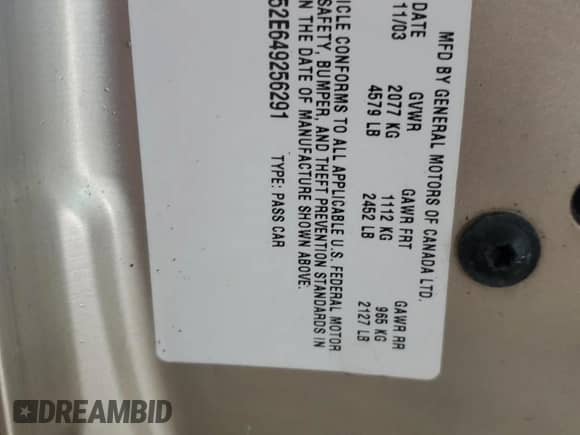 MFD BY GENERAL MOTORS OF CANADA LTD.
DATE GVWR GAWR FRT GAWR RR
11/03 2077 KG 1112 KG 965 KG
4579 LB 2452 LB 2127 LB
ICLE CONFORMS TO ALL APPLICABLE U.S. FEDERAL MOTOR
SAFETY, BUMPER, AND THEFT PREVENTION STANDARDS IN
N THE DATE OF MANUFACTURE SHOWN ABOVE.
52E649256291 TYPE: PASS CAR
DREAMBID